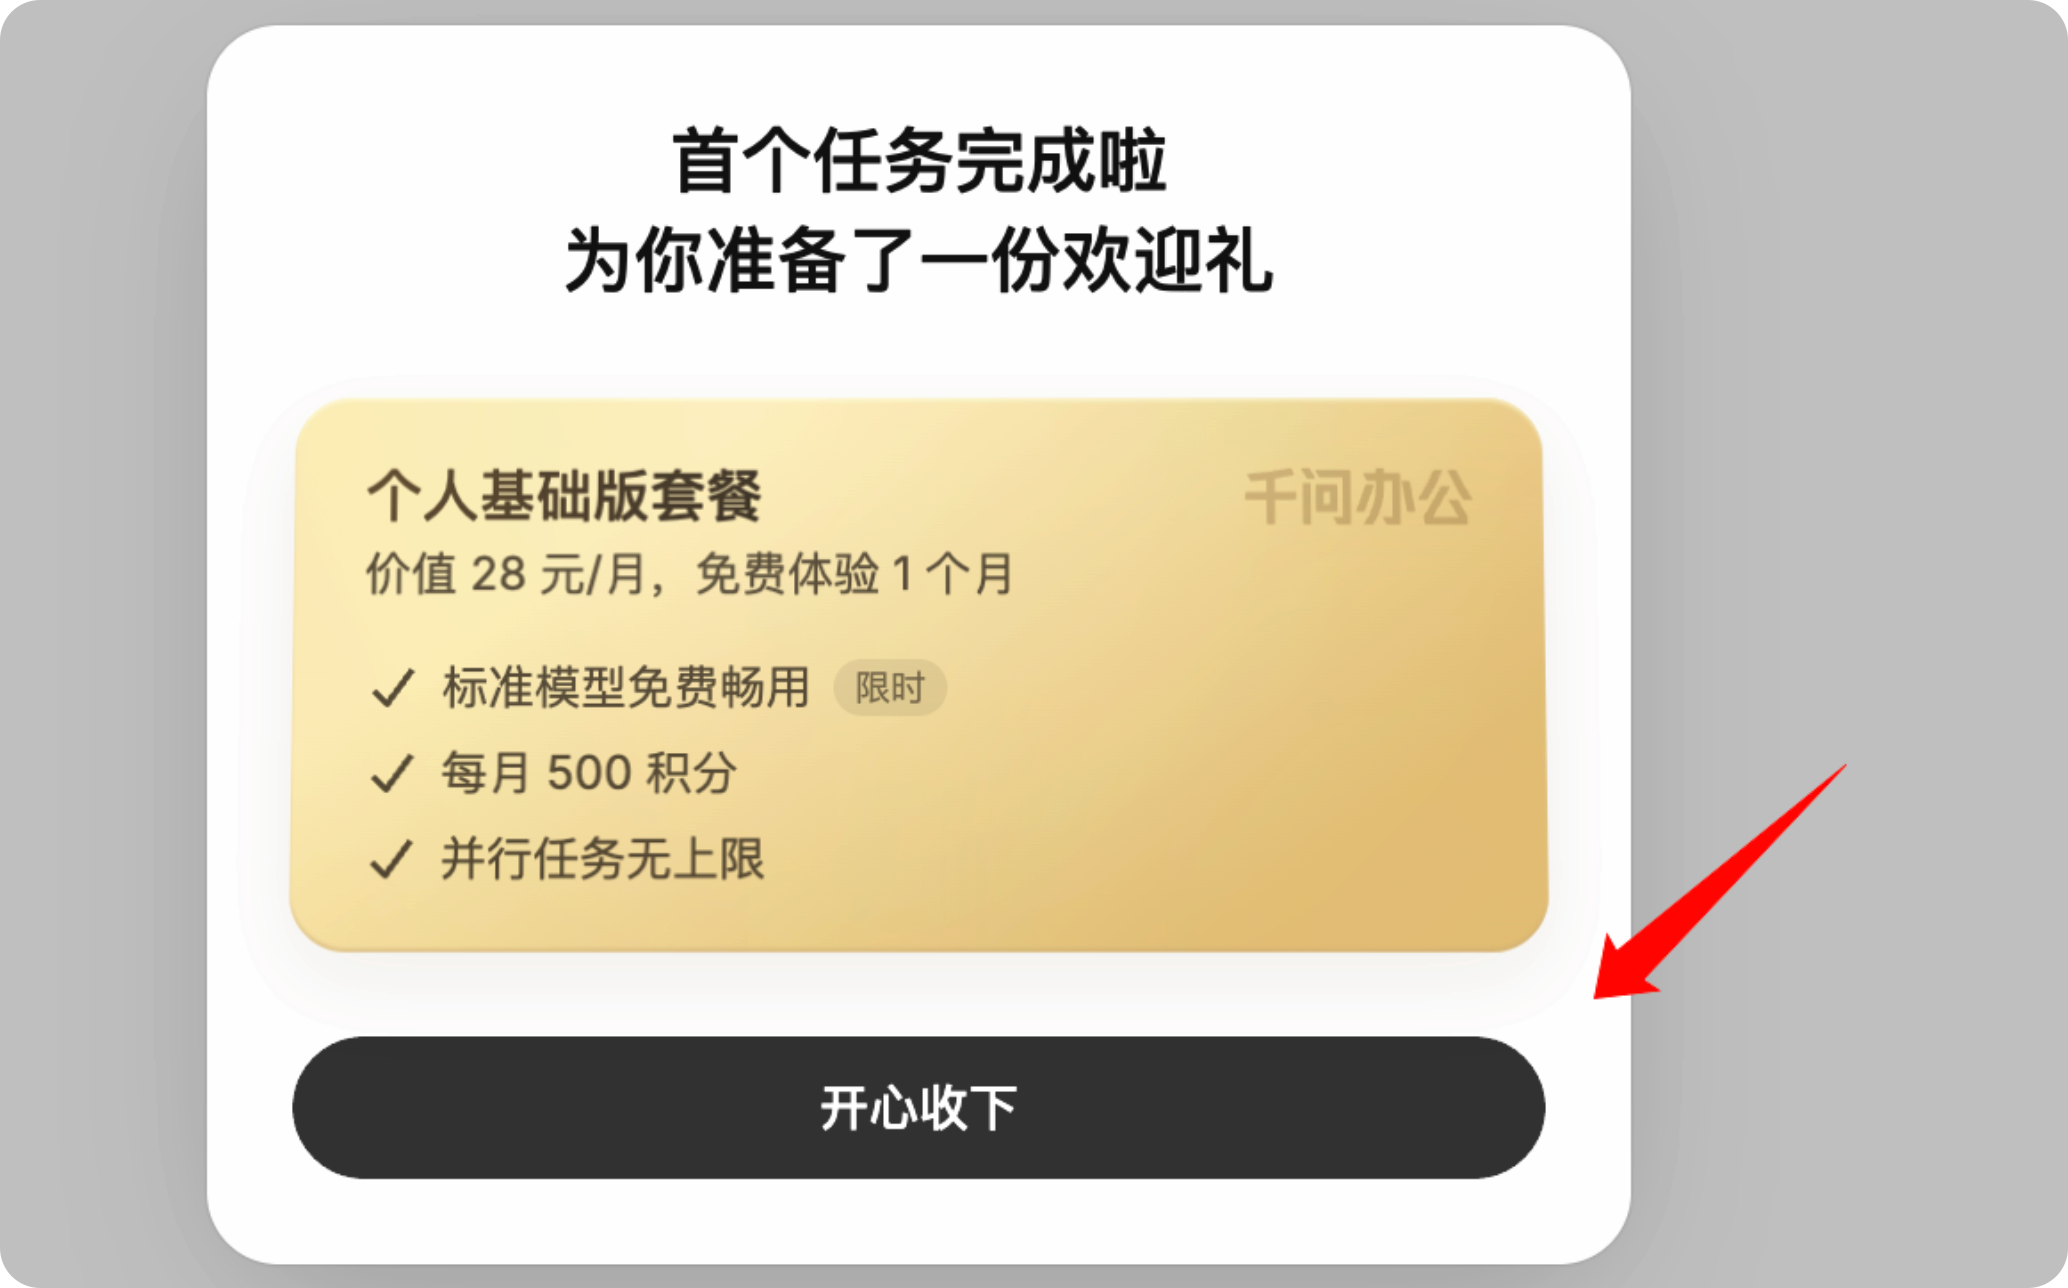 首个任务完成啦
为你准备了一份欢迎礼
个人基础版套餐
千问办公
价值 28 元/月，免费体验 1 个月
标准模型免费畅用 限时
每月 500 积分
并行任务无上限
开心收下